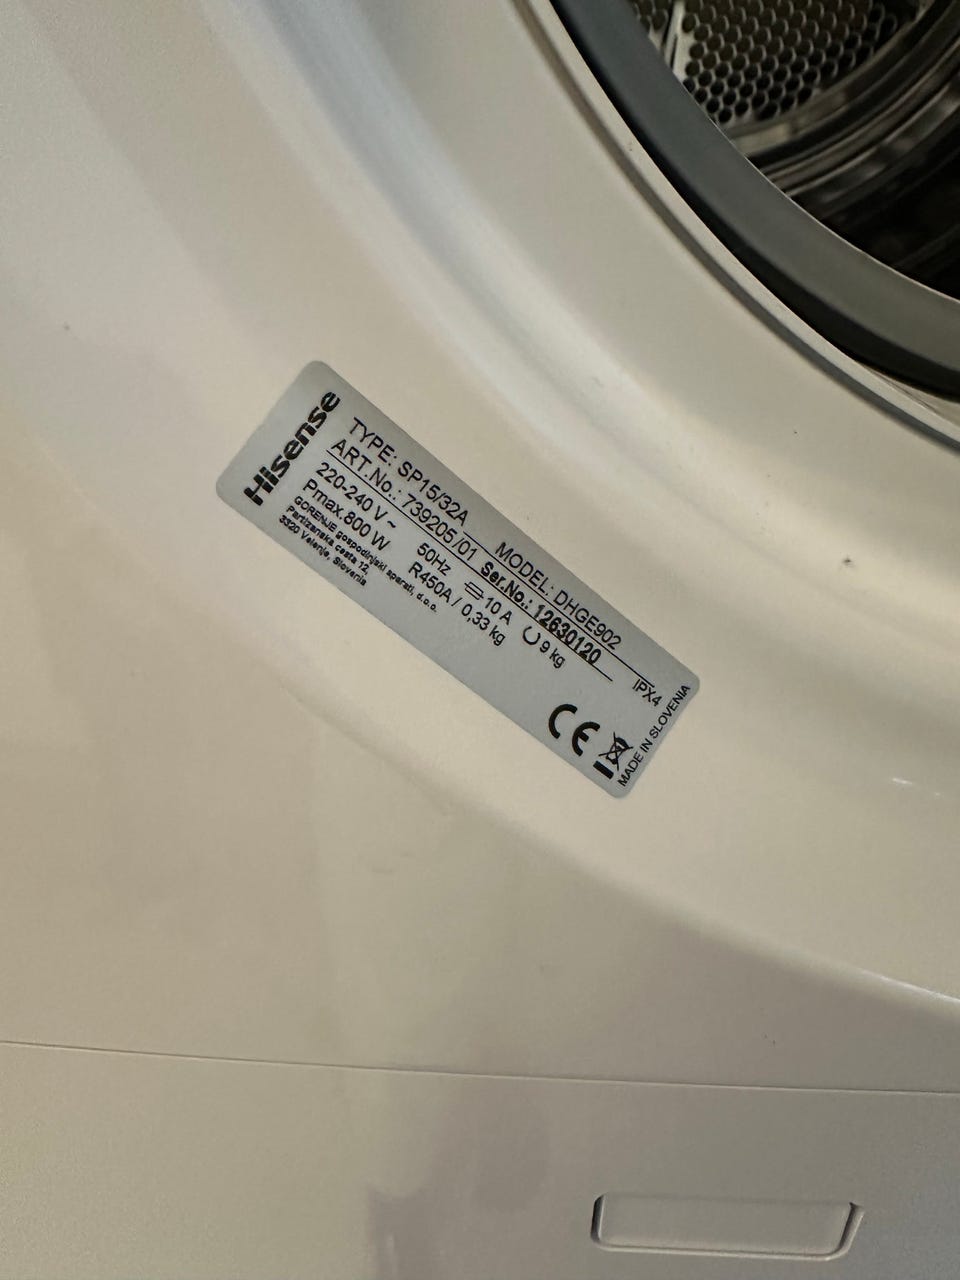 Hisense
TYPE: SP15/32A MODEL: DHGE902
ART.No.: 739205/01 Ser.No.: 12630120
220-240 V ~ 50Hz 10 A 9 kg IPX4
Pmax.800 W R450A / 0,33 kg
GORENJE gospodinjski aparati, d.o.o.
Partizanska cesta 12,
3320 Velenje, Slovenia
CE
MADE IN SLOVENIA